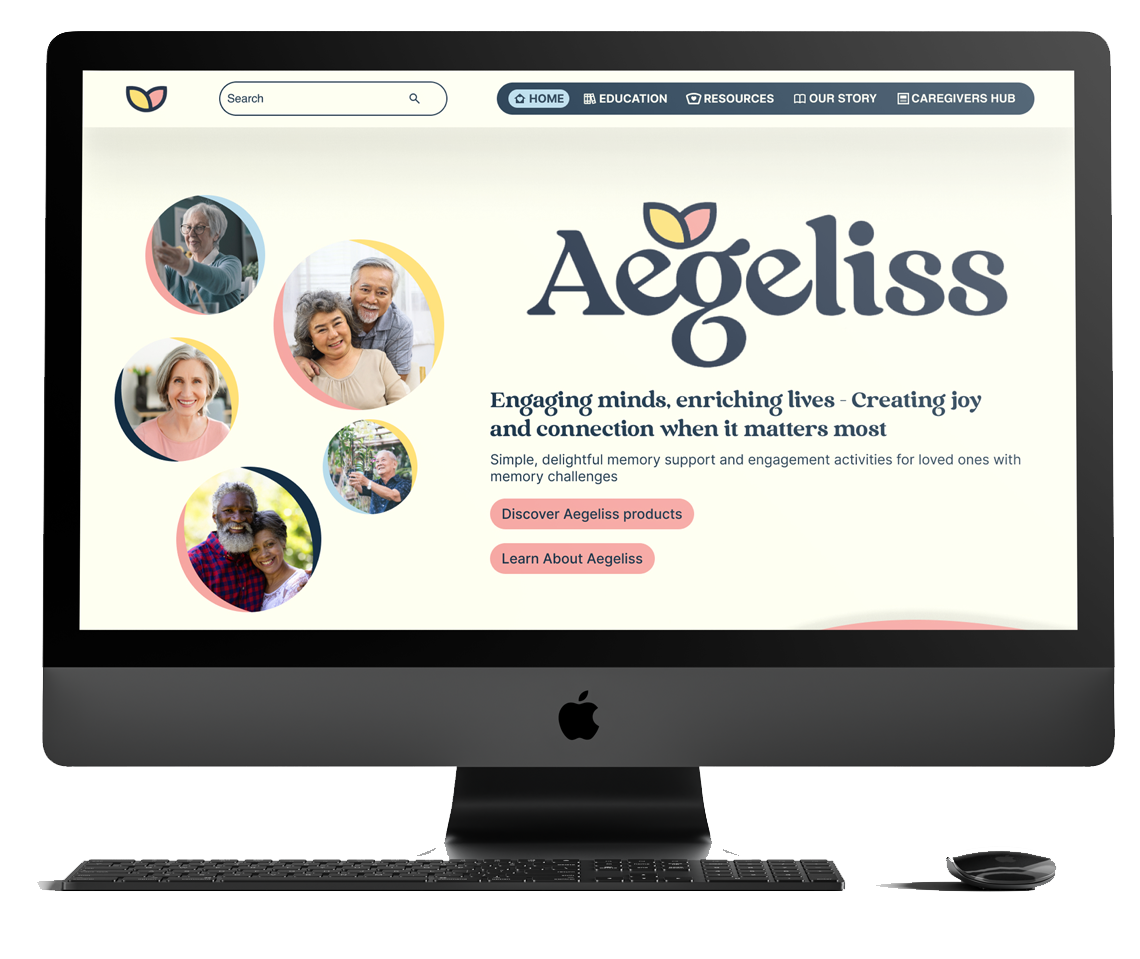 Search
HOME
EDUCATION
RESOURCES
OUR STORY
CAREGIVERS HUB
Aegeliss
Engaging minds, enriching lives - Creating joy
and connection when it matters most
Simple, delightful memory support and engagement activities for loved ones with
memory challenges
Discover Aegeliss products
Learn About Aegeliss